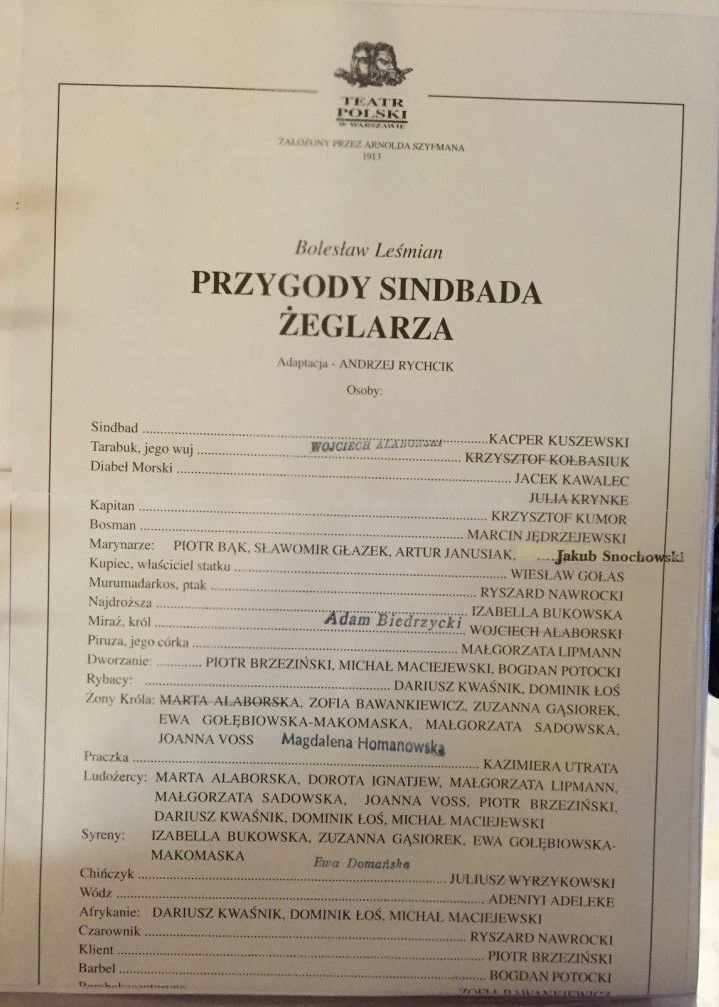 TEATR
POLSKI
W WARSZAWIE
ZAŁOŻONY PRZEZ ARNOLDA SZYFMANA
1913
Bolesław Leśmian
PRZYGODY SINDBADA
ŻEGLARZA
Adaptacja - ANDRZEJ RYCHCIK
Osoby:
Sindbad ........ KACPER KUSZEWSKI
Tarabuk, jego wuj ........ WOJCIECH ALABORSKI ........ KRZYSZTOF KOŁBASIUK
Diabeł Morski ........ JACEK KAWALEC
JULIA KRYNKE
Kapitan ........ KRZYSZTOF KUMOR
Bosman ........ MARCIN JĘDRZEJEWSKI
Marynarze: PIOTR BĄK, SŁAWOMIR GŁAZEK, ARTUR JANUSIAK, .... Jakub Snochowski
Kupiec, właściciel statku ........ WIESŁAW GOŁAS
Murumadarkos, ptak ........ RYSZARD NAWROCKI
Najdroższa ........ IZABELLA BUKOWSKA
Miraż, król ........ Adam Biedrzycki ........ WOJCIECH ALABORSKI
Piruza, jego córka ........ MAŁGORZATA LIPMANN
Dworzanie: ........ PIOTR BRZEZIŃSKI, MICHAŁ MACIEJEWSKI, BOGDAN POTOCKI
Rybacy: ........ DARIUSZ KWAŚNIK, DOMINIK ŁOŚ
Żony Króla: MARTA ALABORSKA, ZOFIA BAWANKIEWICZ, ZUZANNA GĄSIOREK,
EWA GOŁĘBIOWSKA-MAKOMASKA, MAŁGORZATA SADOWSKA,
JOANNA VOSS Magdalena Homanowska
Praczka ........ KAZIMIERA UTRATA
Ludożercy: MARTA ALABORSKA, DOROTA IGNATJEW, MAŁGORZATA LIPMANN,
MAŁGORZATA SADOWSKA, JOANNA VOSS, PIOTR BRZEZIŃSKI,
DARIUSZ KWAŚNIK, DOMINIK ŁOŚ, MICHAŁ MACIEJEWSKI
Syreny: IZABELLA BUKOWSKA, ZUZANNA GĄSIOREK, EWA GOŁĘBIOWSKA-
MAKOMASKA Ewa Domańska
Chińczyk ........ JULIUSZ WYRZYKOWSKI
Wódz ........ ADENIYI ADELEKE
Afrykanie: DARIUSZ KWAŚNIK, DOMINIK ŁOŚ, MICHAŁ MACIEJEWSKI
Czarownik ........ RYSZARD NAWROCKI
Klient ........ PIOTR BRZEZIŃSKI
Barbel ........ BOGDAN POTOCKI
ZOFIA BAWANKIEWICZ